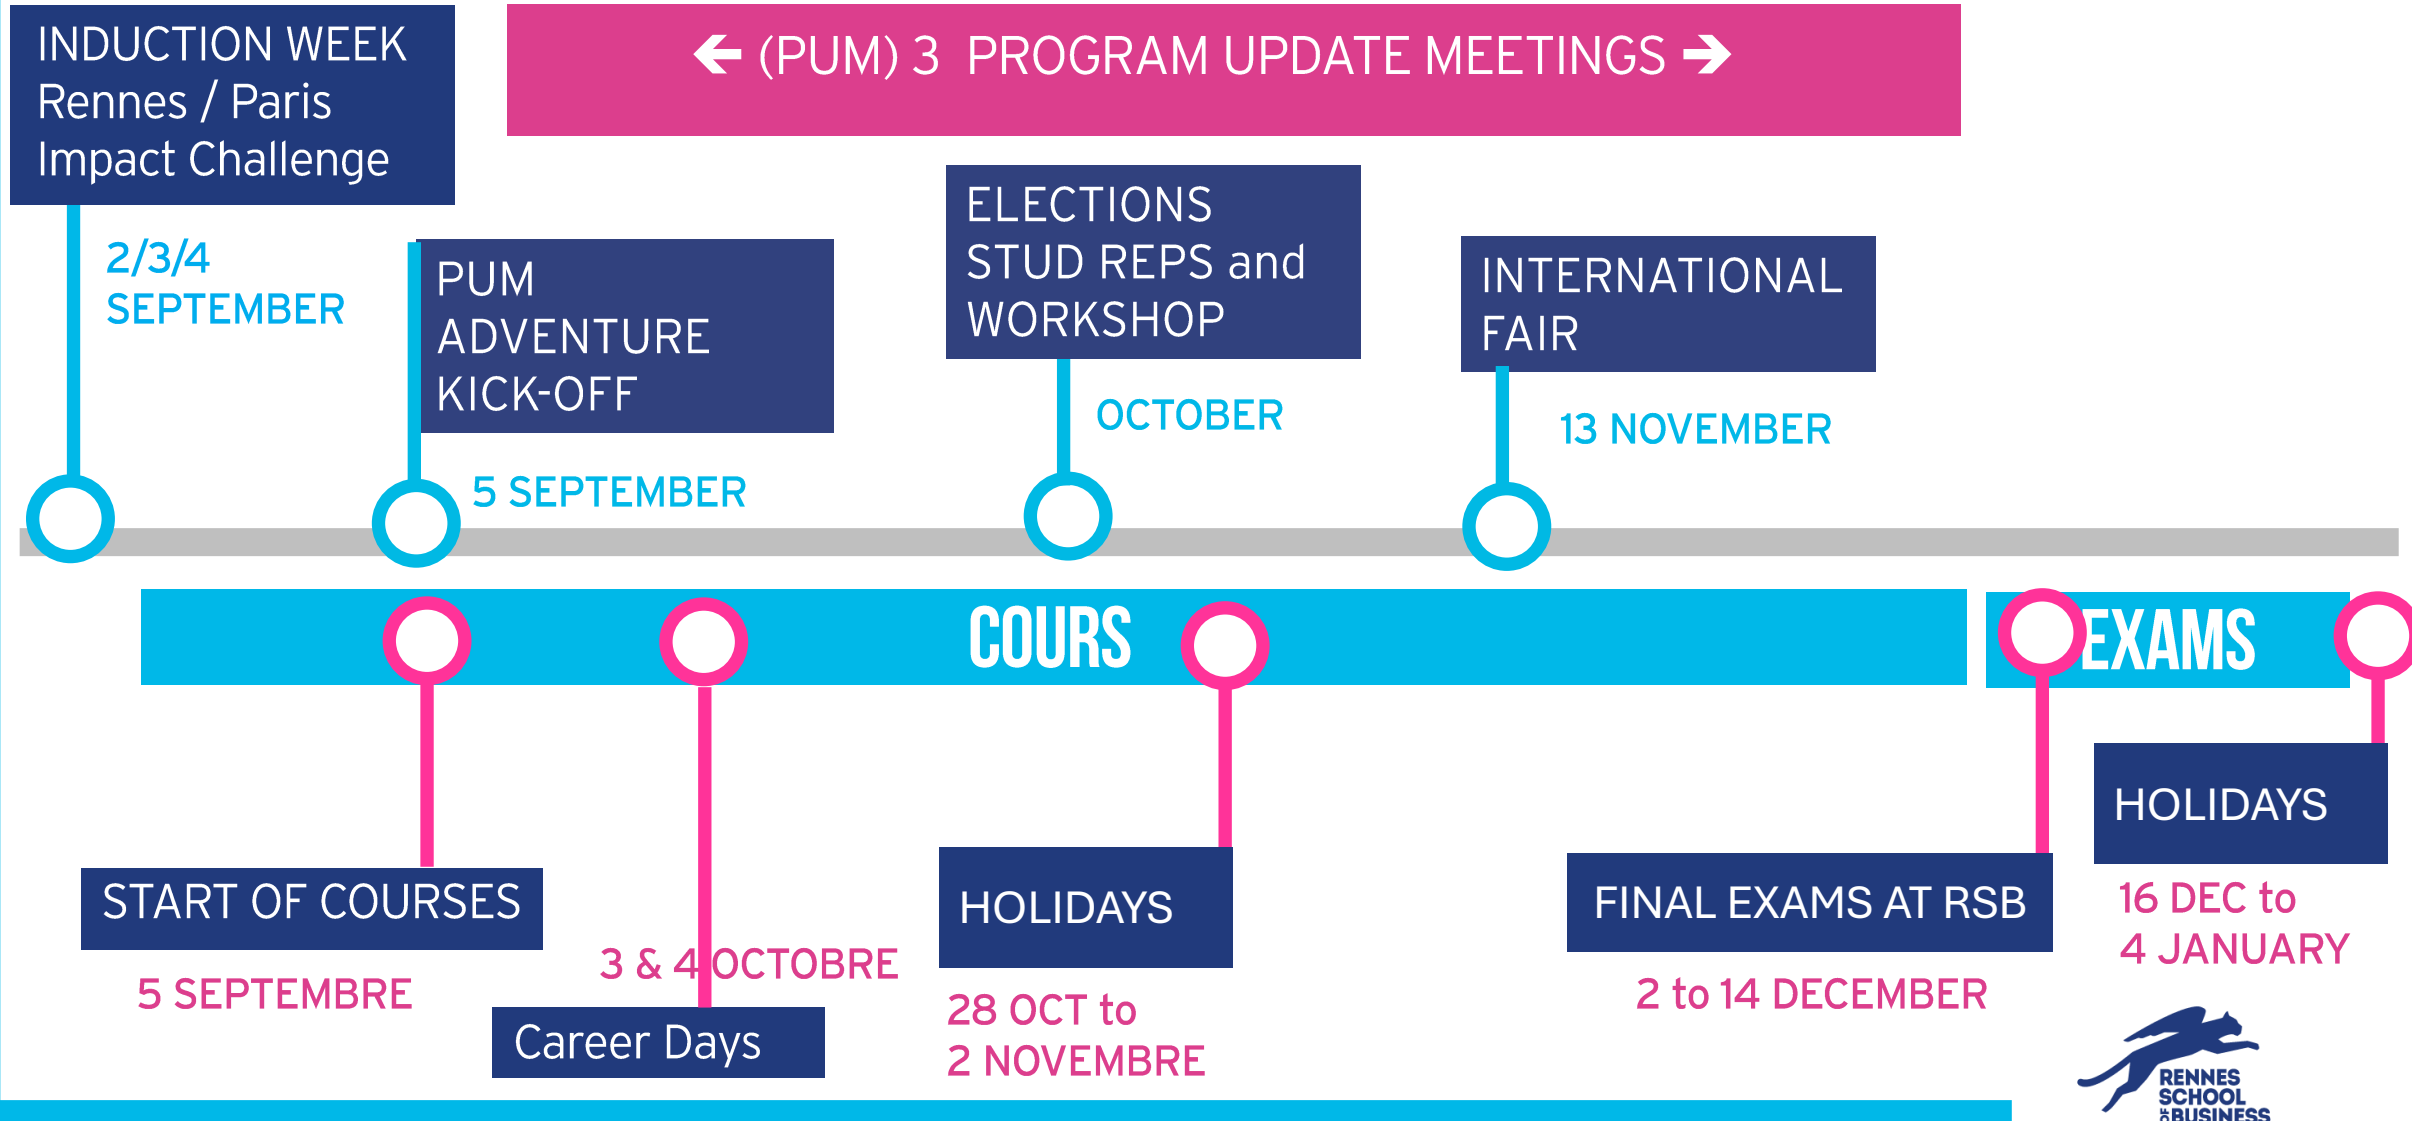 INDUCTION WEEK
Rennes / Paris
Impact Challenge
(PUM) 3 PROGRAM UPDATE MEETINGS
2/3/4
SEPTEMBER
PUM
ADVENTURE
KICK-OFF
5 SEPTEMBER
ELECTIONS
STUD REPS and
WORKSHOP
OCTOBER
INTERNATIONAL
FAIR
13 NOVEMBER
COURS
EXAMS
START OF COURSES
5 SEPTEMBRE
3 & 4 OCTOBRE
Career Days
HOLIDAYS
28 OCT to
2 NOVEMBRE
FINAL EXAMS AT RSB
2 to 14 DECEMBER
HOLIDAYS
16 DEC to
4 JANUARY
RENNES
SCHOOL
OF BUSINESS